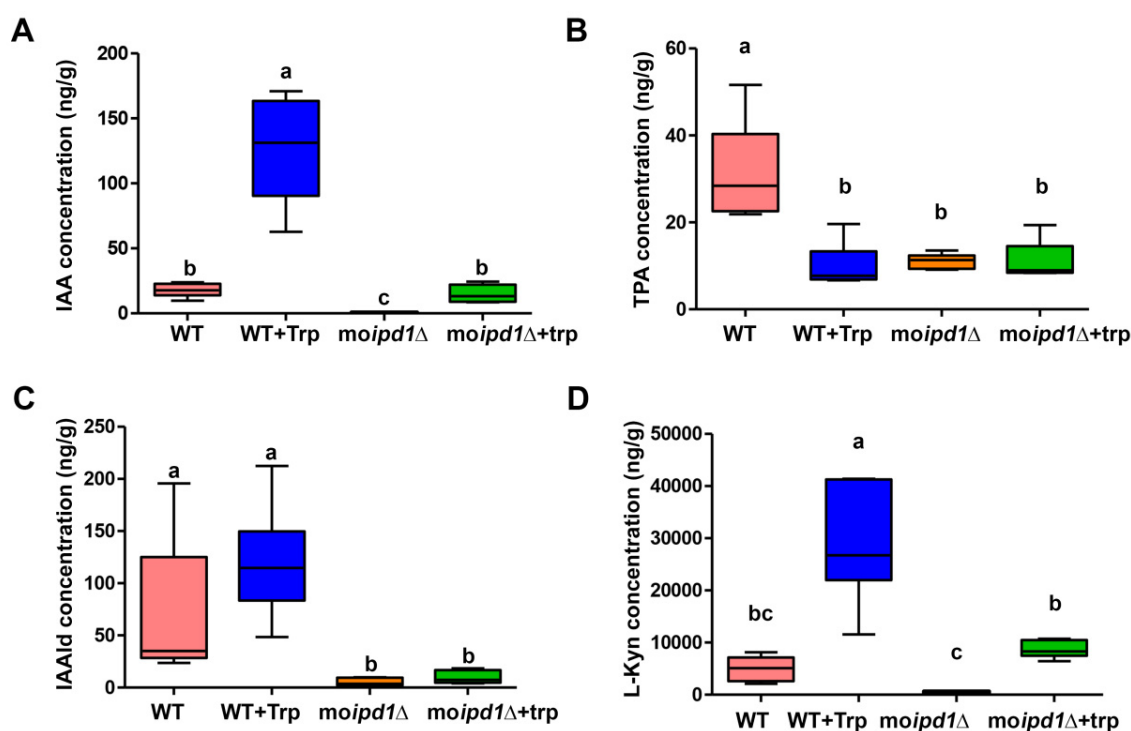 A
IAA concentration (ng/g)
200
150
100
50
0
b
a
c
b
WT
WT+Trp
moipd1Δ
moipd1Δ+trp
B
TPA concentration (ng/g)
60
40
20
0
a
b
b
b
WT
WT+Trp
moipd1Δ
moipd1Δ+trp
C
IAAld concentration (ng/g)
250
200
150
100
50
0
a
a
b
b
WT
WT+Trp
moipd1Δ
moipd1Δ+trp
D
L-Kyn concentration (ng/g)
50000
40000
30000
20000
10000
0
bc
a
c
b
WT
WT+Trp
moipd1Δ
moipd1Δ+trp